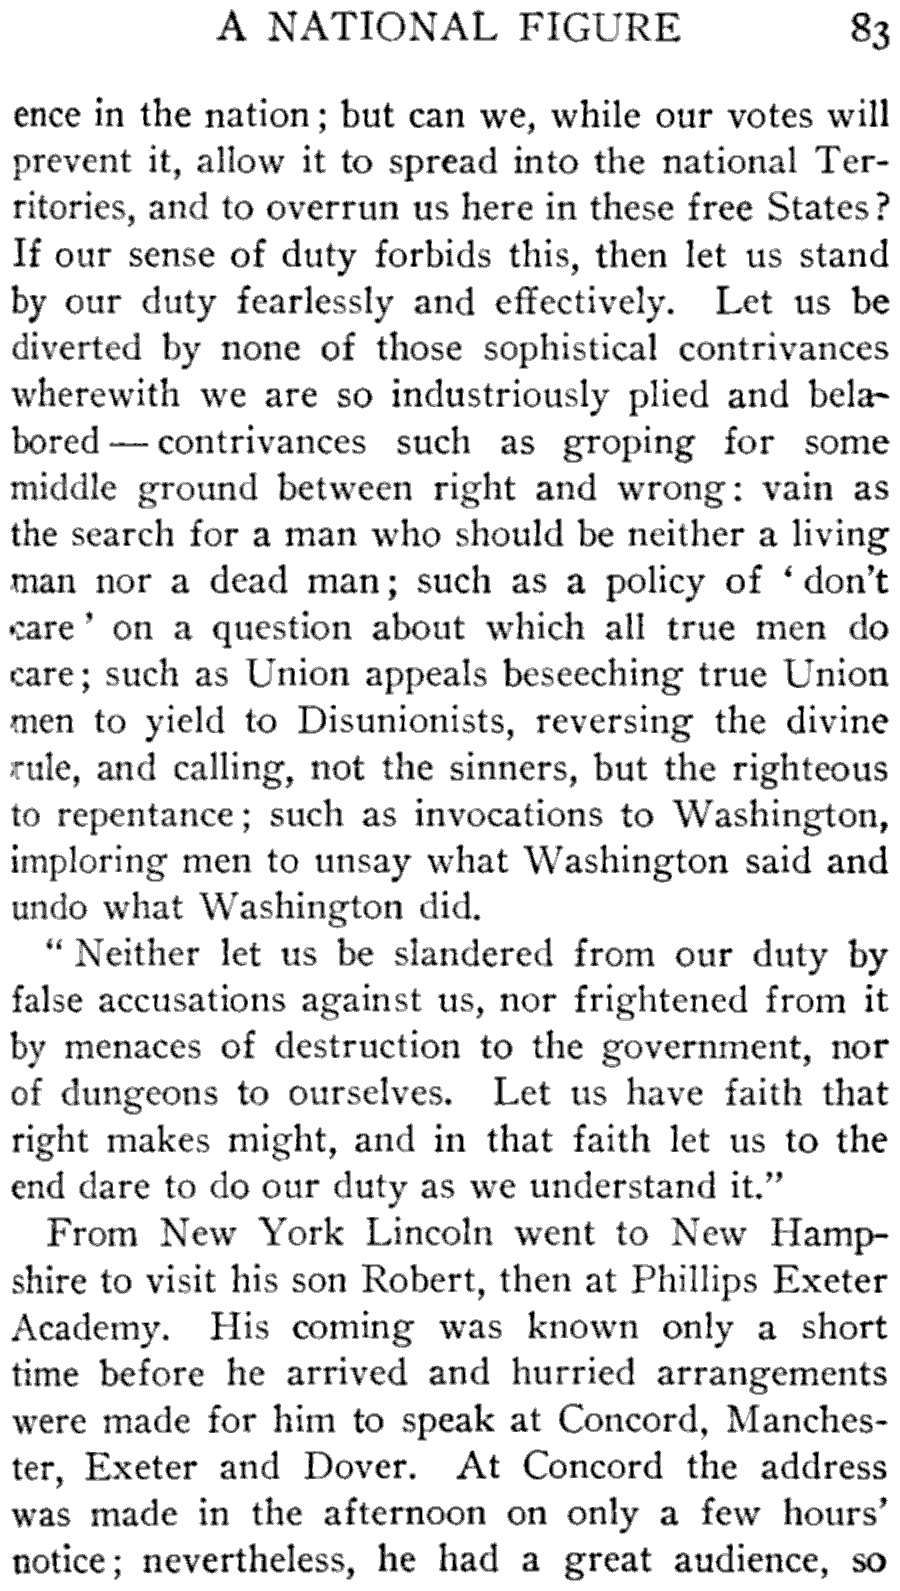 A NATIONAL FIGURE 83
ence in the nation; but can we, while our votes will
prevent it, allow it to spread into the national Ter-
ritories, and to overrun us here in these free States?
If our sense of duty forbids this, then let us stand
by our duty fearlessly and effectively. Let us be
diverted by none of those sophistical contrivances
wherewith we are so industriously plied and bela-
bored — contrivances such as groping for some
middle ground between right and wrong: vain as
the search for a man who should be neither a living
man nor a dead man; such as a policy of ‘don’t
care’ on a question about which all true men do
care; such as Union appeals beseeching true Union
men to yield to Disunionists, reversing the divine
rule, and calling, not the sinners, but the righteous
to repentance; such as invocations to Washington,
imploring men to unsay what Washington said and
undo what Washington did.
“Neither let us be slandered from our duty by
false accusations against us, nor frightened from it
by menaces of destruction to the government, nor
of dungeons to ourselves. Let us have faith that
right makes might, and in that faith let us to the
end dare to do our duty as we understand it.”
From New York Lincoln went to New Hamp-
shire to visit his son Robert, then at Phillips Exeter
Academy. His coming was known only a short
time before he arrived and hurried arrangements
were made for him to speak at Concord, Manches-
ter, Exeter and Dover. At Concord the address
was made in the afternoon on only a few hours’
notice; nevertheless, he had a great audience, so